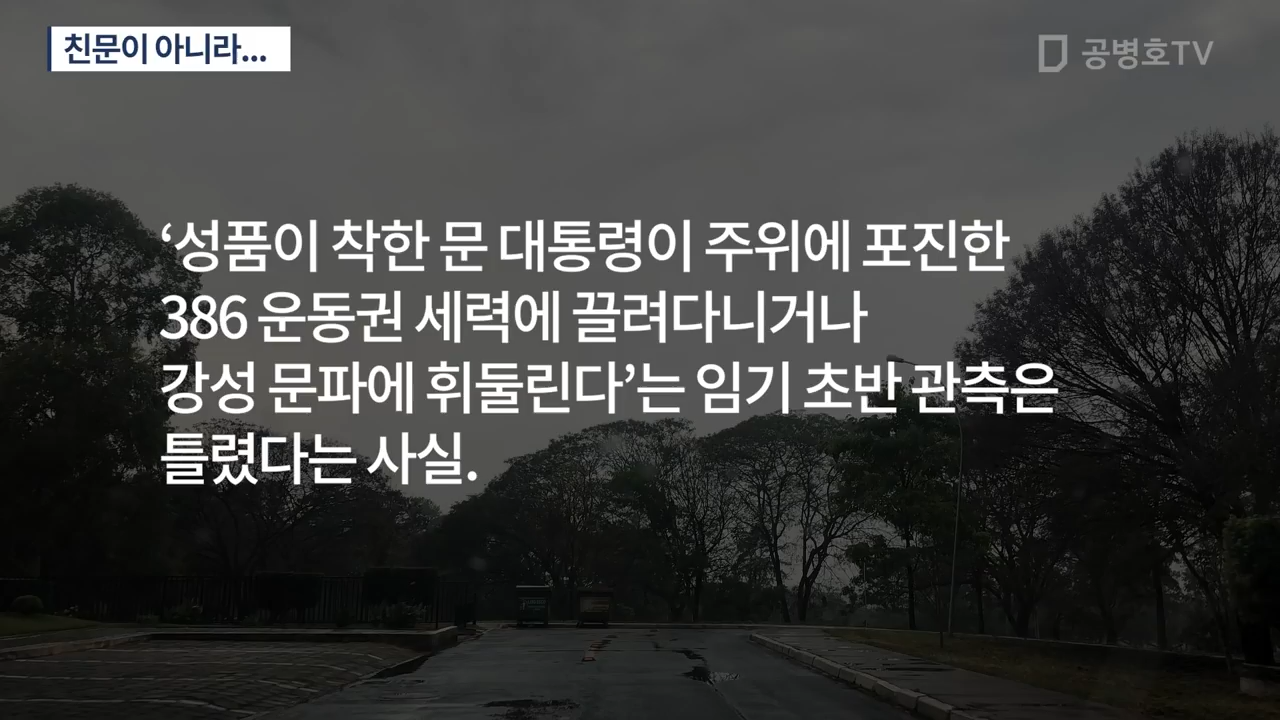 친문이 아니라...
공병호TV
‘성품이 착한 문 대통령이 주위에 포진한
386 운동권 세력에 끌려다니거나
강성 문파에 휘둘린다’는 임기 초반 관측은
틀렸다는 사실.